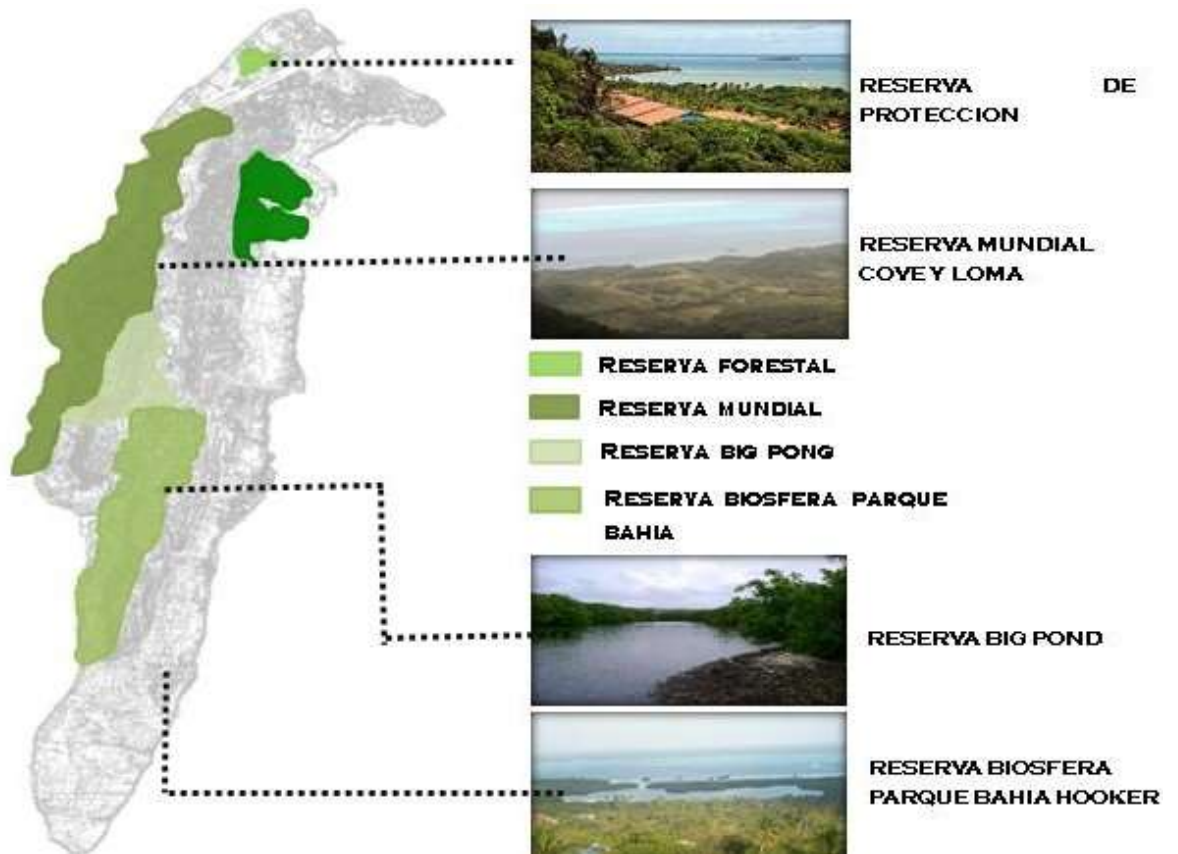 RESERVA DE
PROTECCION
RESERVA MUNDIAL
COVE Y LOMA
RESERVA FORESTAL
RESERVA MUNDIAL
RESERVA BIG PONG
RESERVA BIOSFERA PARQUE
BAHIA
RESERVA BIG POND
RESERVA BIOSFERA
PARQUE BAHIA HOOKER